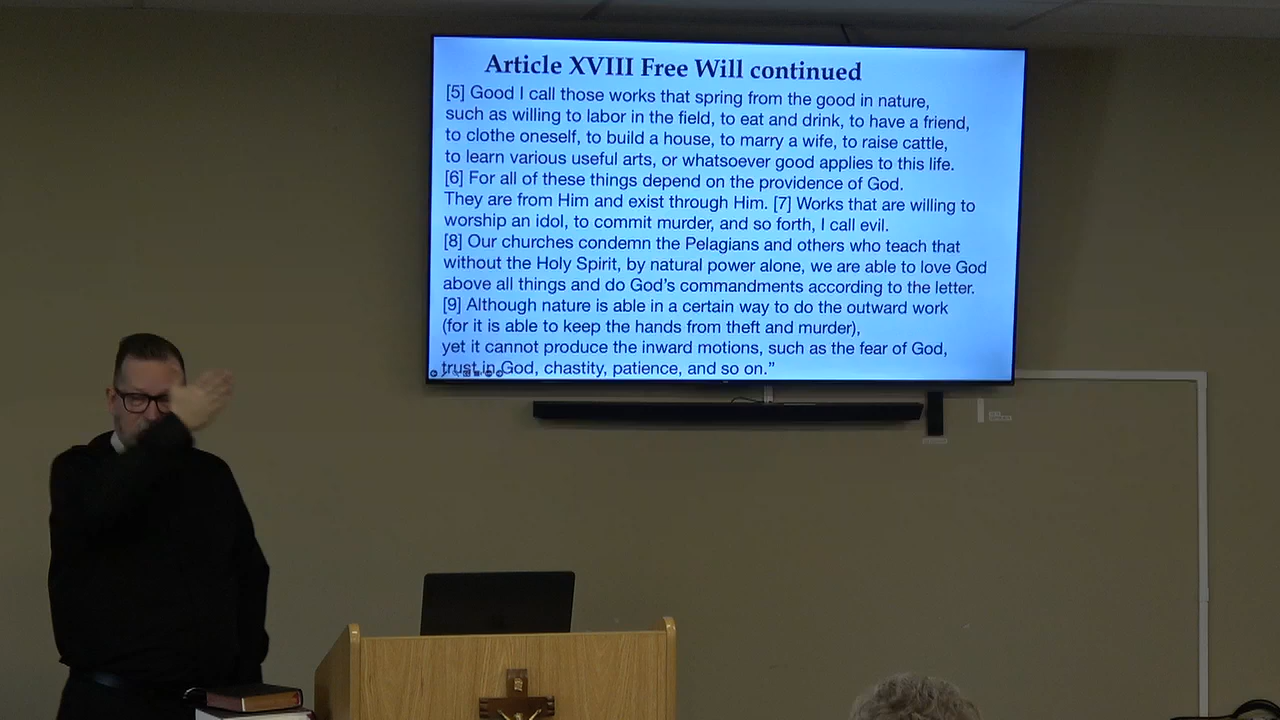 Article XVIII Free Will continued
[5] Good I call those works that spring from the good in nature,
such as willing to labor in the field, to eat and drink, to have a friend,
to clothe oneself, to build a house, to marry a wife, to raise cattle,
to learn various useful arts, or whatsoever good applies to this life.
[6] For all of these things depend on the providence of God.
They are from Him and exist through Him. [7] Works that are willing to
worship an idol, to commit murder, and so forth, I call evil.
[8] Our churches condemn the Pelagians and others who teach that
without the Holy Spirit, by natural power alone, we are able to love God
above all things and do God's commandments according to the letter.
[9] Although nature is able in a certain way to do the outward work
(for it is able to keep the hands from theft and murder),
yet it cannot produce the inward motions, such as the fear of God,
trust in God, chastity, patience, and so on.”